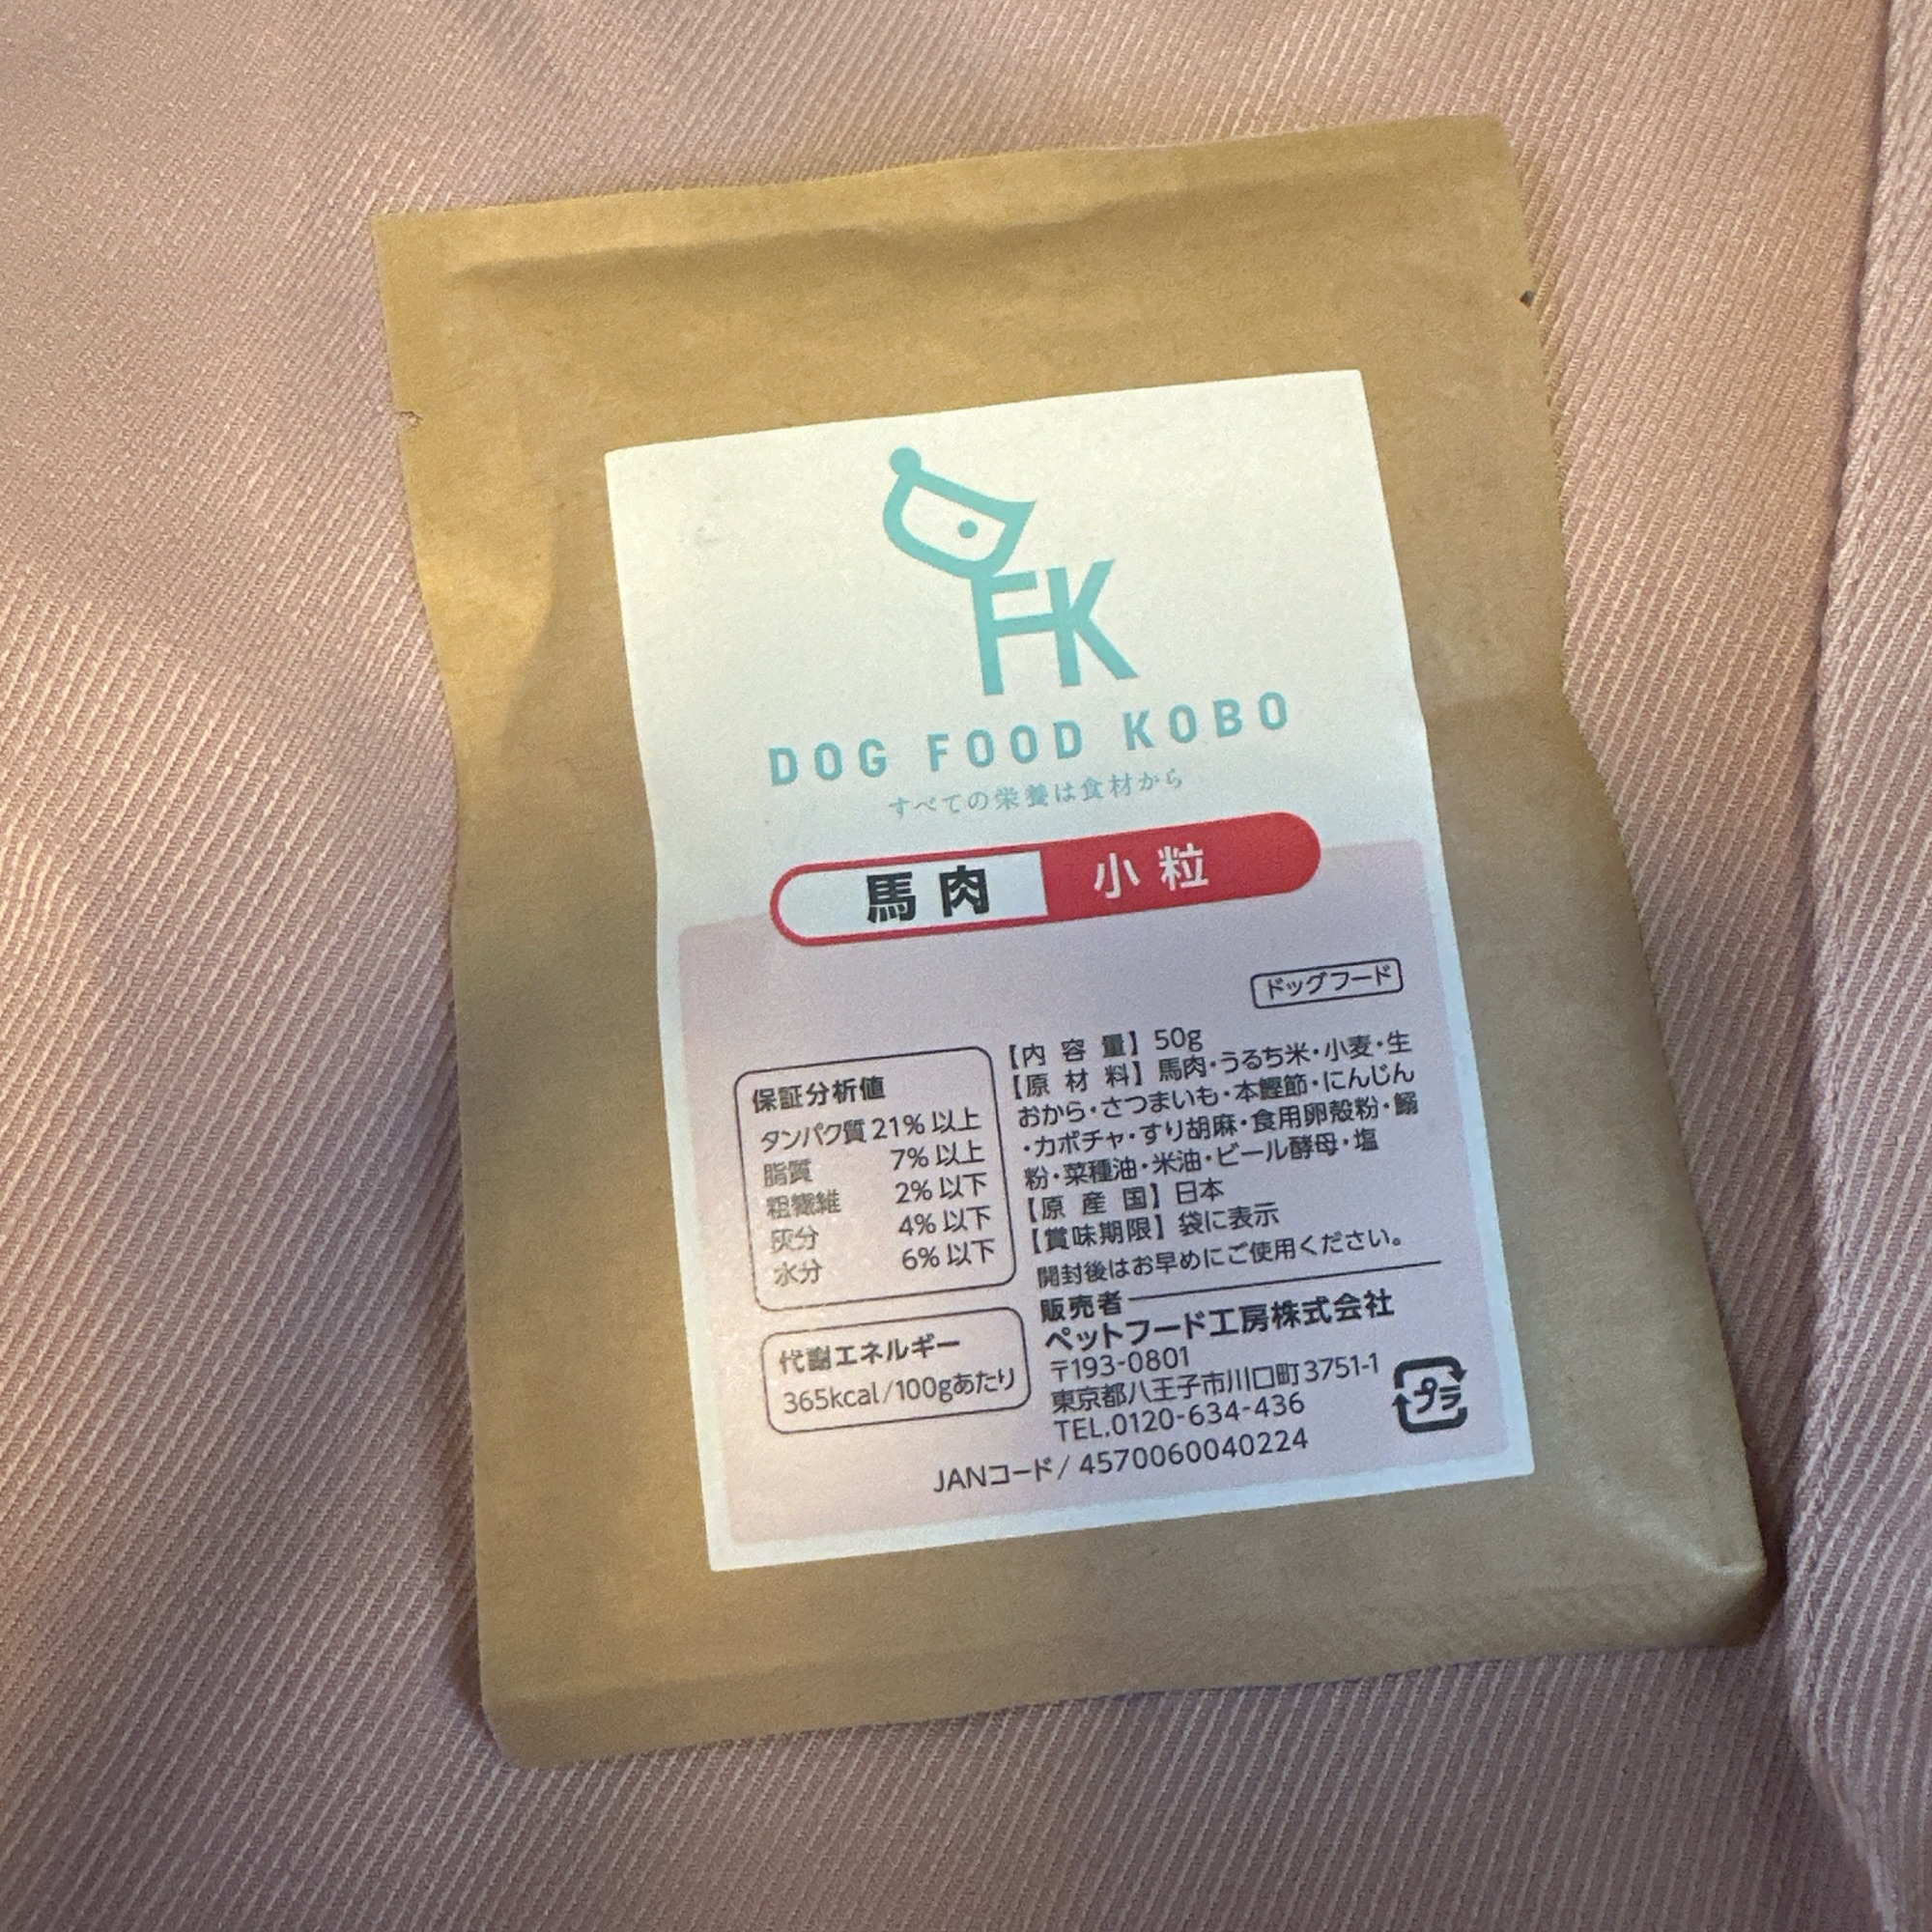 FK
DOG FOOD KOBO
すべての栄養は食材から
馬肉 小粒
ドッグフード
保証分析値
タンパク質 21% 以上
脂質 7% 以上
粗繊維 2% 以下
灰分 4% 以下
水分 6% 以下
代謝エネルギー
365kcal/100gあたり
【内容量】50g
【原材料】馬肉・うるち米・小麦・生
おから・さつまいも・本鰹節・にんじん
・カボチャ・すり胡麻・食用卵殻粉・鰯
粉・菜種油・米油・ビール酵母・塩
【原産国】日本
【賞味期限】袋に表示
開封後はお早めにご使用ください。
販売者
ペットフード工房株式会社
〒193-0801
東京都八王子市川口町3751-1
TEL.0120-634-436
プラ
JANコード/ 4570060040224